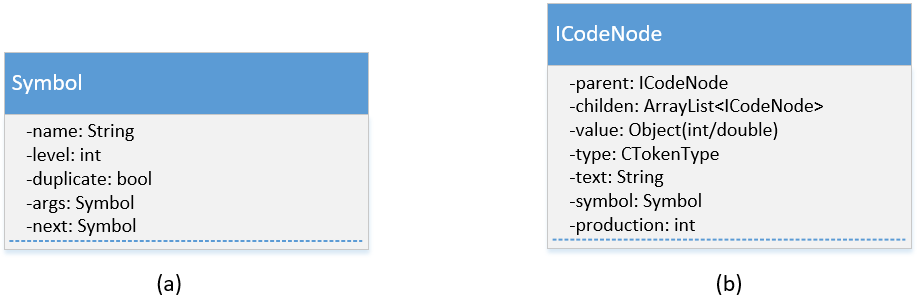 Symbol
-name: String
-level: int
-duplicate: bool
-args: Symbol
-next: Symbol
(a)
ICodeNode
-parent: ICodeNode
-childen: ArrayList<ICodeNode>
-value: Object(int/double)
-type: CTokenType
-text: String
-symbol: Symbol
-production: int
(b)